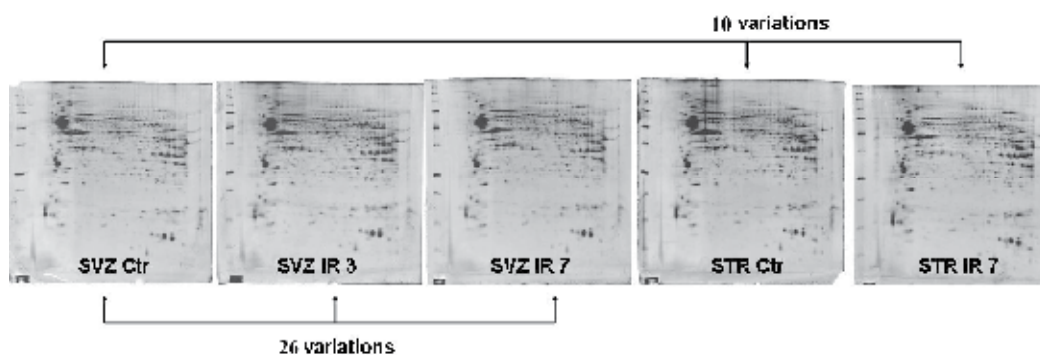 10 variations
SVZ Ctr
SVZ IR 3
SVZ IR 7
STR Ctr
STR IR 7
26 variations